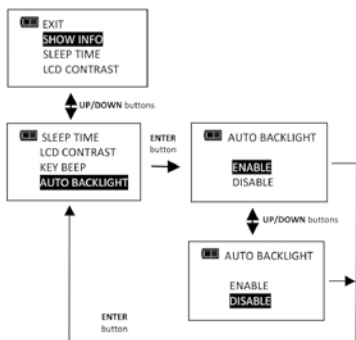 EXIT
SHOW INFO
SLEEP TIME
LCD CONTRAST
UP/DOWN buttons
SLEEP TIME
LCD CONTRAST
KEY BEEP
AUTO BACKLIGHT
ENTER
button
AUTO BACKLIGHT
ENABLE
DISABLE
UP/DOWN buttons
AUTO BACKLIGHT
ENABLE
DISABLE
ENTER
button